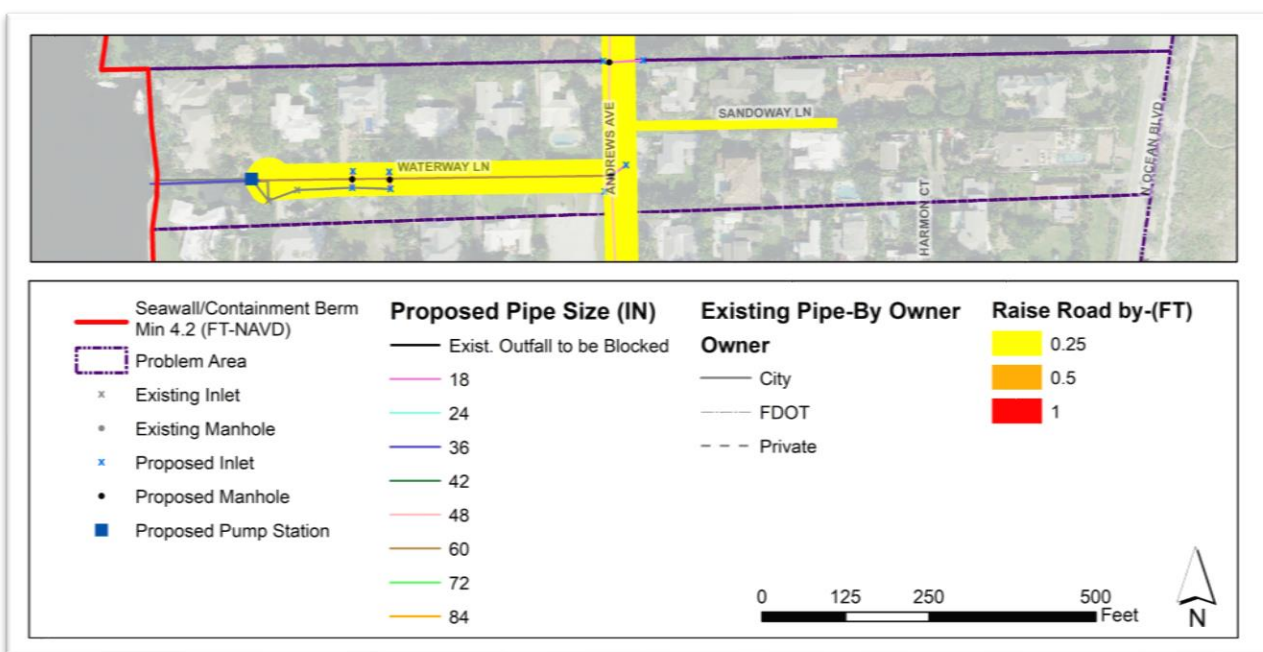 SANDOWAY LN
WATERWAY LN
ANDREWS AVE
HARMON CT
N OCEAN BLVD
Seawall/Containment Berm
Min 4.2 (FT-NAVD)
Problem Area
Existing Inlet
Existing Manhole
Proposed Inlet
Proposed Manhole
Proposed Pump Station
Proposed Pipe Size (IN)
Exist. Outfall to be Blocked
18
24
36
42
48
60
72
84
Existing Pipe-By Owner
Owner
City
FDOT
Private
Raise Road by-(FT)
0.25
0.5
1
0 125 250 500
Feet
N